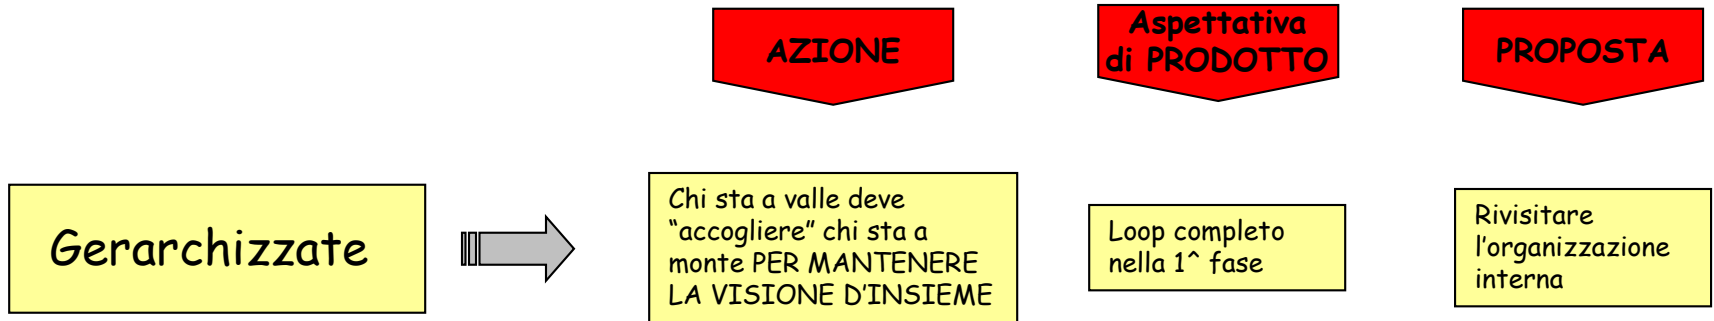 AZIONE
Aspettativa
di PRODOTTO
PROPOSTA
Gerarchizzate
Chi sta a valle deve
“accogliere” chi sta a
monte PER MANTENERE
LA VISIONE D’INSIEME
Loop completo
nella 1^ fase
Rivisitare
l’organizzazione
interna